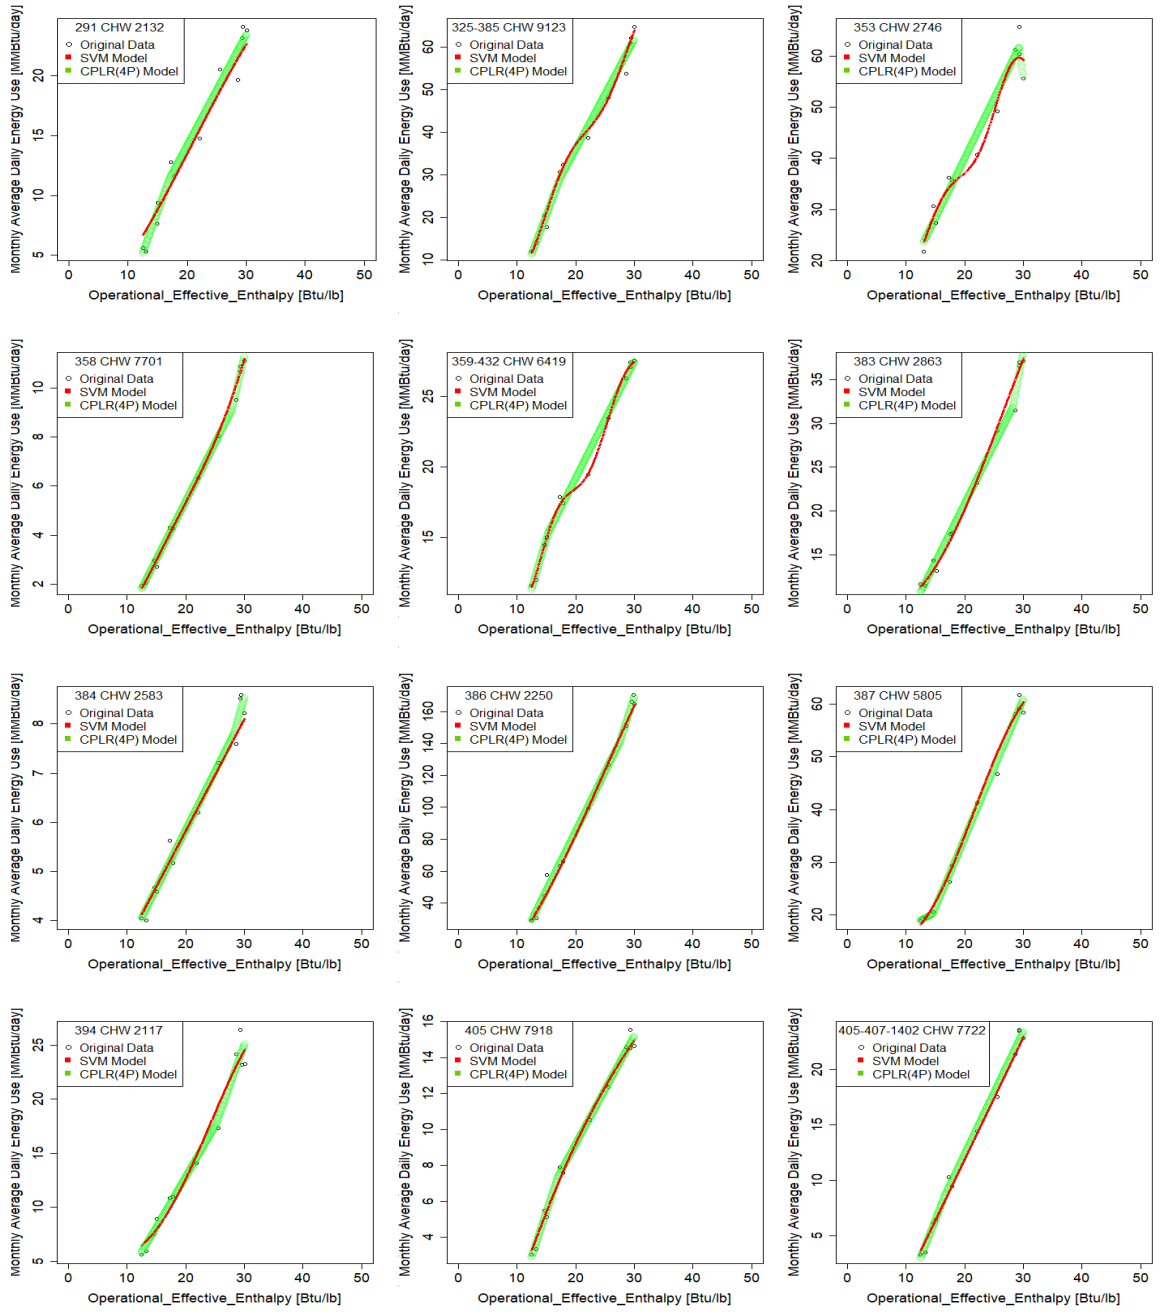 291 CHW 2132
Original Data
SVM Model
CPLR(4P) Model
Monthly Average Daily Energy Use [MMBtu/day]
5 10 15 20
0 10 20 30 40 50
Operational_Effective_Enthalpy [Btu/lb]
325-385 CHW 9123
Original Data
SVM Model
CPLR(4P) Model
Monthly Average Daily Energy Use [MMBtu/day]
10 20 30 40 50 60
0 10 20 30 40 50
Operational_Effective_Enthalpy [Btu/lb]
353 CHW 2746
Original Data
SVM Model
CPLR(4P) Model
Monthly Average Daily Energy Use [MMBtu/day]
20 30 40 50 60
0 10 20 30 40 50
Operational_Effective_Enthalpy [Btu/lb]
358 CHW 7701
Original Data
SVM Model
CPLR(4P) Model
Monthly Average Daily Energy Use [MMBtu/day]
2 4 6 8 10
0 10 20 30 40 50
Operational_Effective_Enthalpy [Btu/lb]
359-432 CHW 6419
Original Data
SVM Model
CPLR(4P) Model
Monthly Average Daily Energy Use [MMBtu/day]
15 20 25
0 10 20 30 40 50
Operational_Effective_Enthalpy [Btu/lb]
383 CHW 2863
Original Data
SVM Model
CPLR(4P) Model
Monthly Average Daily Energy Use [MMBtu/day]
15 20 25 30 35
0 10 20 30 40 50
Operational_Effective_Enthalpy [Btu/lb]
384 CHW 2583
Original Data
SVM Model
CPLR(4P) Model
Monthly Average Daily Energy Use [MMBtu/day]
4 5 6 7 8
0 10 20 30 40 50
Operational_Effective_Enthalpy [Btu/lb]
386 CHW 2250
Original Data
SVM Model
CPLR(4P) Model
Monthly Average Daily Energy Use [MMBtu/day]
40 60 80 100 120 140 160
0 10 20 30 40 50
Operational_Effective_Enthalpy [Btu/lb]
387 CHW 5805
Original Data
SVM Model
CPLR(4P) Model
Monthly Average Daily Energy Use [MMBtu/day]
20 30 40 50 60
0 10 20 30 40 50
Operational_Effective_Enthalpy [Btu/lb]
394 CHW 2117
Original Data
SVM Model
CPLR(4P) Model
Monthly Average Daily Energy Use [MMBtu/day]
5 10 15 20 25
0 10 20 30 40 50
Operational_Effective_Enthalpy [Btu/lb]
405 CHW 7918
Original Data
SVM Model
CPLR(4P) Model
Monthly Average Daily Energy Use [MMBtu/day]
4 6 8 10 12 14 16
0 10 20 30 40 50
Operational_Effective_Enthalpy [Btu/lb]
405-407-1402 CHW 7722
Original Data
SVM Model
CPLR(4P) Model
Monthly Average Daily Energy Use [MMBtu/day]
5 10 15 20
0 10 20 30 40 50
Operational_Effective_Enthalpy [Btu/lb]